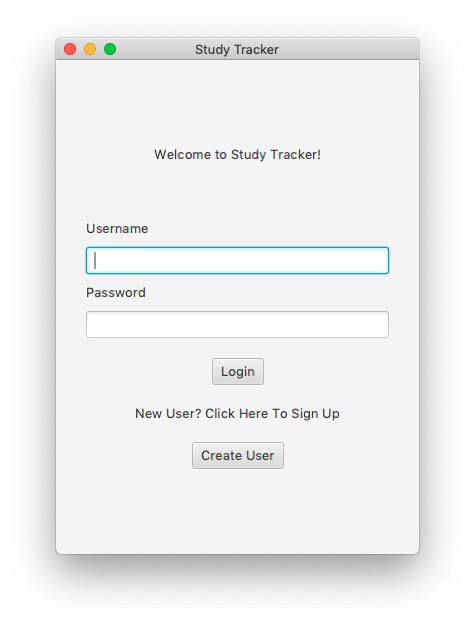 Study Tracker
Welcome to Study Tracker!
Username
Password
Login
New User? Click Here To Sign Up
Create User